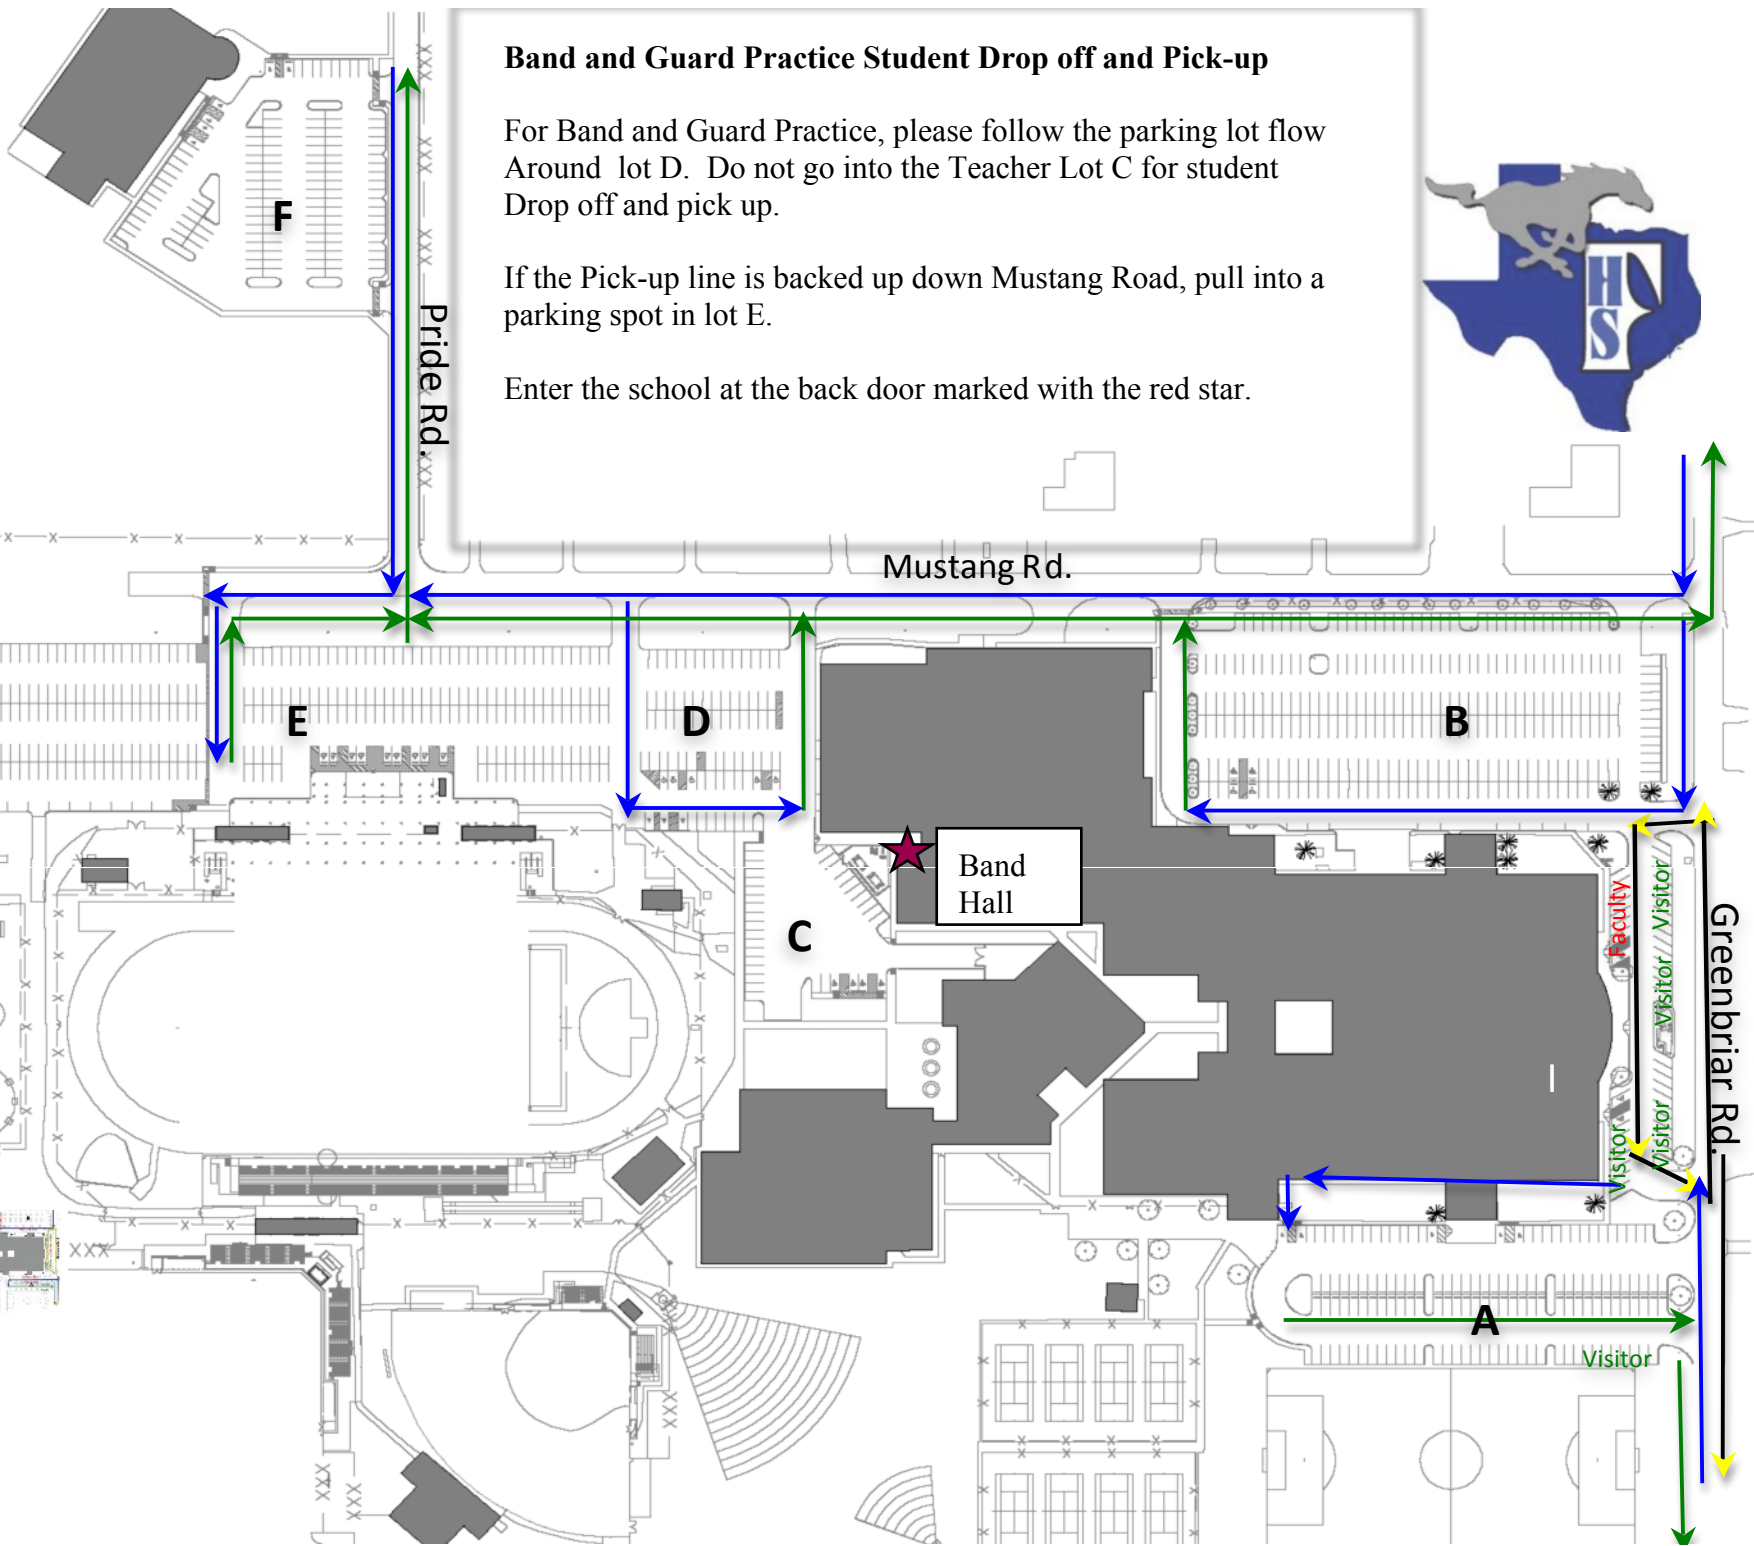 Band and Guard Practice Student Drop off and Pick-up
For Band and Guard Practice, please follow the parking lot flow
Around lot D. Do not go into the Teacher Lot C for student
Drop off and pick up.
If the Pick-up line is backed up down Mustang Road, pull into a
parking spot in lot E.
Enter the school at the back door marked with the red star.
H
S
F
Pride Rd.
Mustang Rd.
E
D
B
Band
Hall
C
Faculty
Visitor
Visitor
Visitor
Visitor
Greenbriar Rd.
A
Visitor